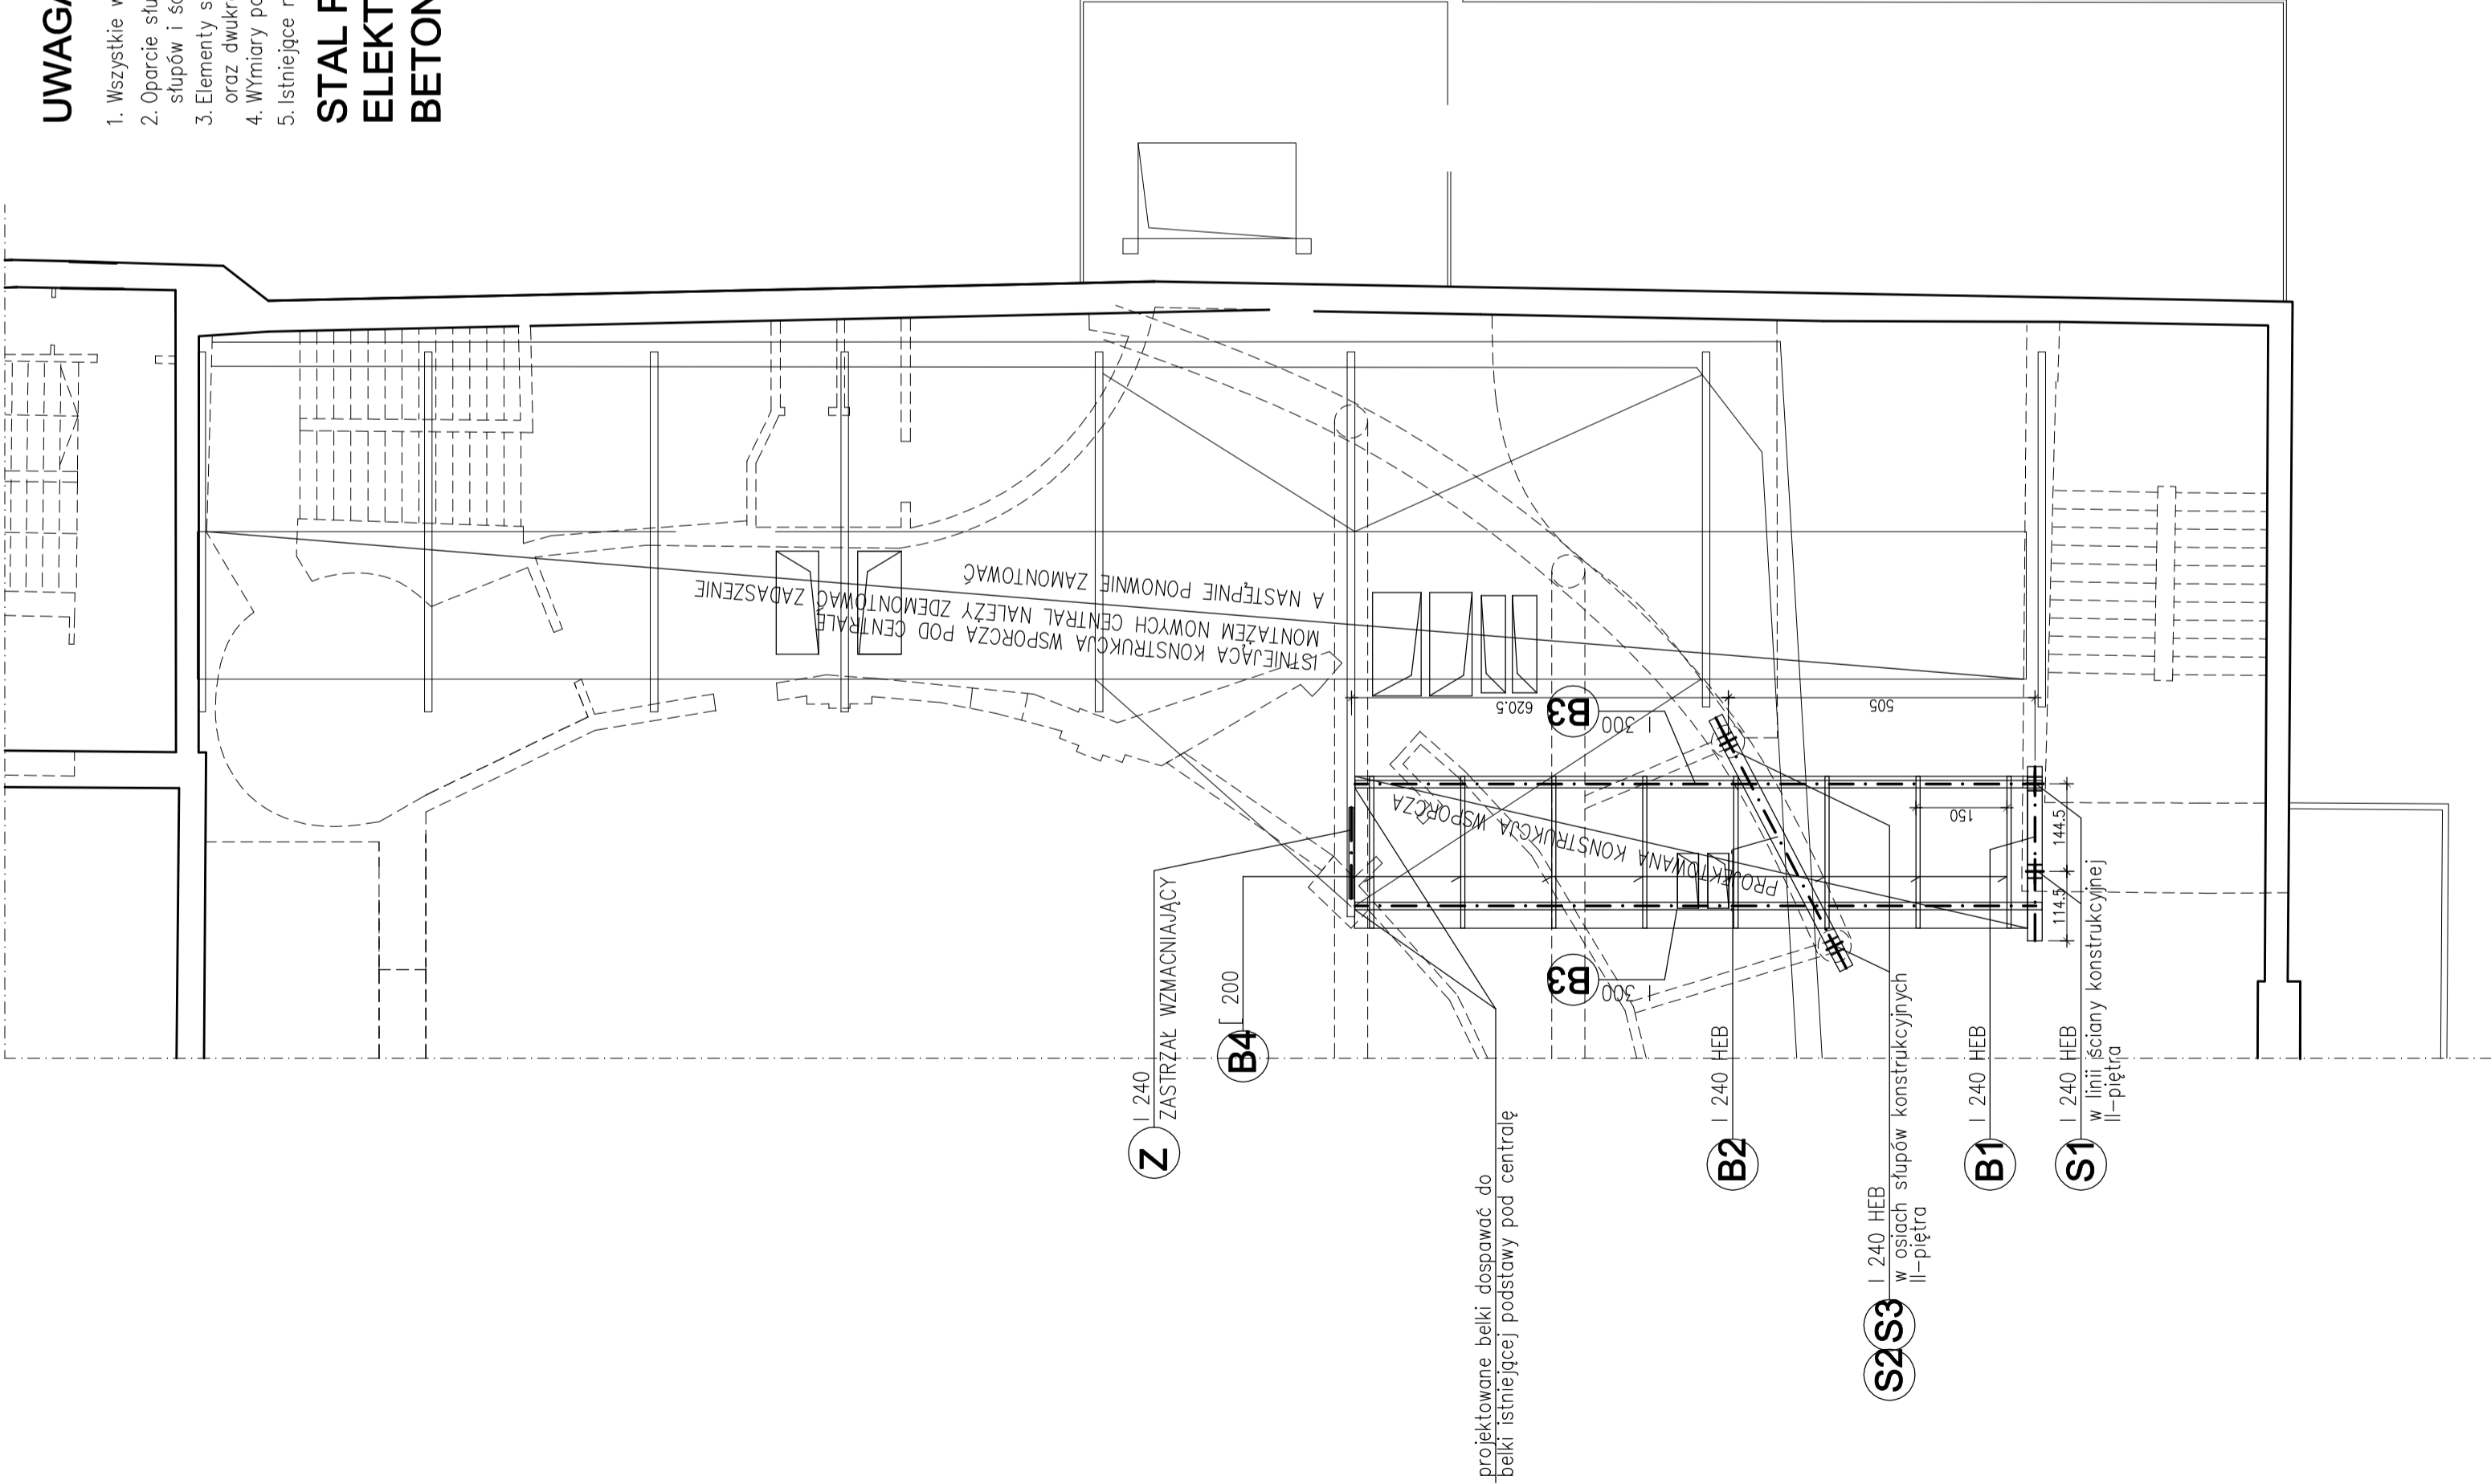 UWAGA
1. Wszystkie w
2. Oparcie słu
słupów i śc
3. Elementy s
oraz dwukr
4. WYmiary po
5. Istniejące n
STAL
ELEKT
BETON
ISTNIEJĄCA KONSTRUKCJA WSPORCZA POD CENTRALE
MONTAŻEM NOWYCH CENTRAL NALEŻY ZDEMONTOWAĆ ZADASZENIE
A NASTĘPNIE PONOWNIE ZAMONTOWAĆ
620.5
505
B3
I 300
PROJEKTOWANA KONSTRUKCJA WSPORCZA
150
144.5
114.5
B3
I 300
Z
I 240
ZASTRZAŁ WZMACNIAJĄCY
B4
[ 200
projektowane belki dospawać do
belki istniejącej podstawy pod centralę
B2
I 240 HEB
S2 S3
I 240 HEB
w osiach słupów konstrukcyjnych
II-piętra
B1
I 240 HEB
S1
I 240 HEB
w linii ściany konstrukcyjnej
II-piętra